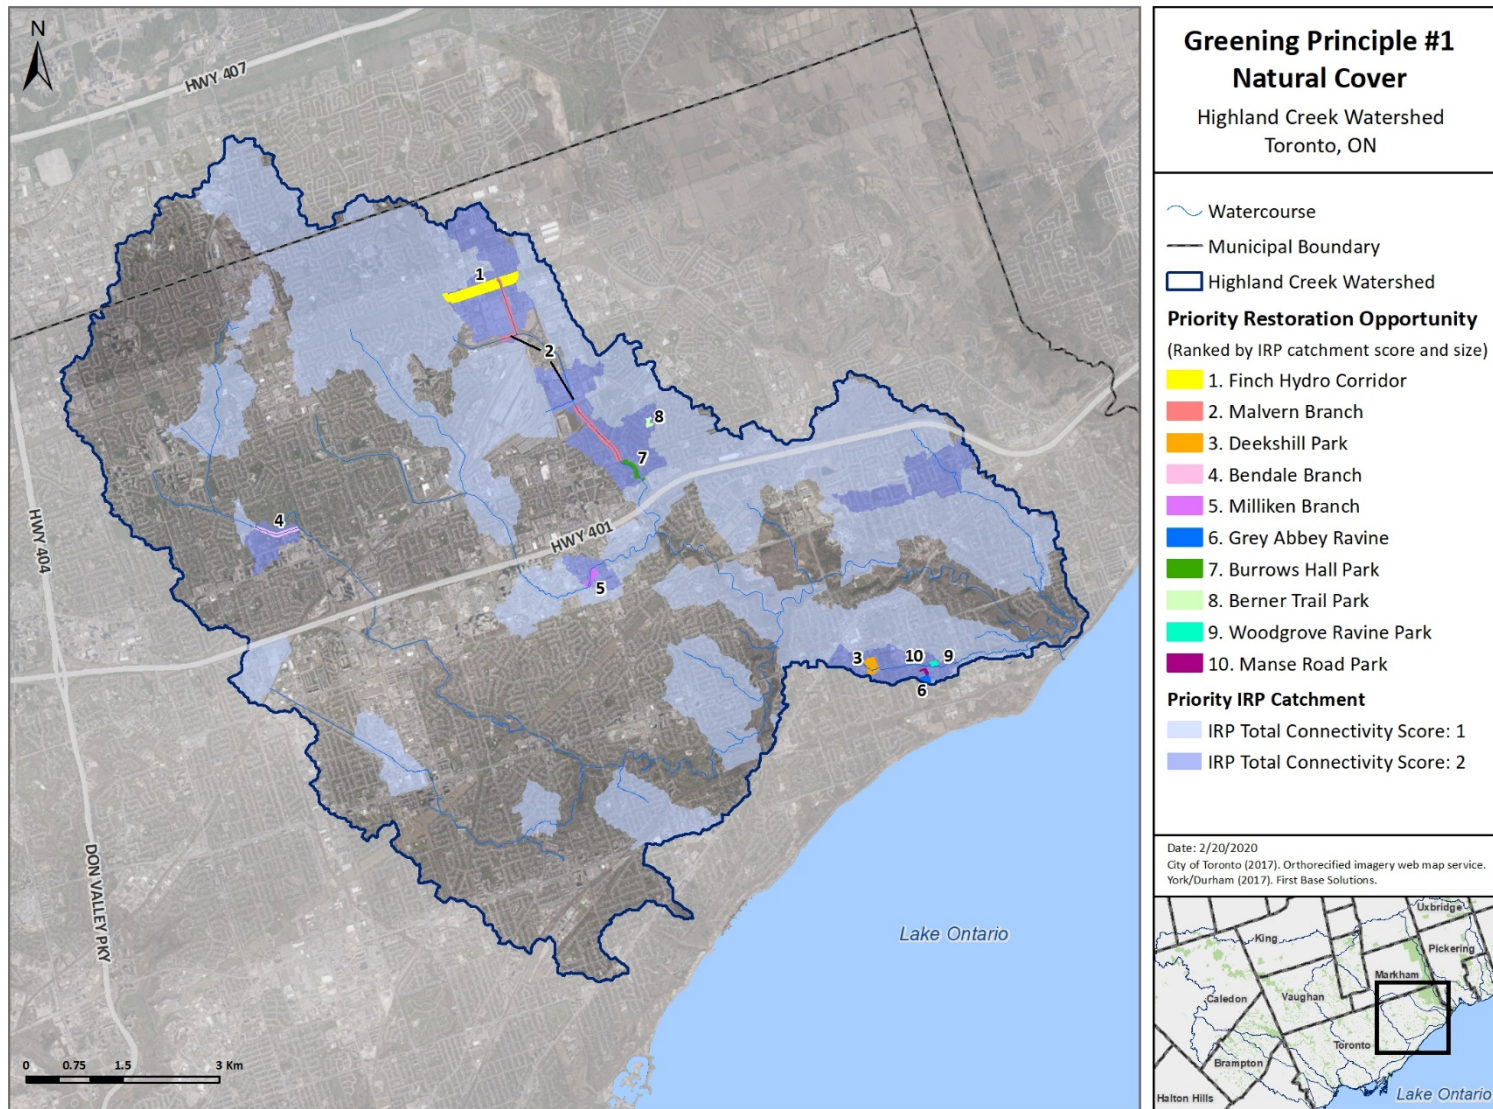 N
HWY 407
1
2
8
7
HWY 401
4
5
HWY 404
3
10
9
6
DON VALLEY PKY
Lake Ontario
0 0.75 1.5 3 Km
Greening Principle #1
Natural Cover
Highland Creek Watershed
Toronto, ON
Watercourse
Municipal Boundary
Highland Creek Watershed
Priority Restoration Opportunity
(Ranked by IRP catchment score and size)
1. Finch Hydro Corridor
2. Malvern Branch
3. Deekshill Park
4. Bendale Branch
5. Milliken Branch
6. Grey Abbey Ravine
7. Burrows Hall Park
8. Berner Trail Park
9. Woodgrove Ravine Park
10. Manse Road Park
Priority IRP Catchment
IRP Total Connectivity Score: 1
IRP Total Connectivity Score: 2
Date: 2/20/2020
City of Toronto (2017). Orthorecified imagery web map service.
York/Durham (2017). First Base Solutions.
Uxbridge
King
Pickering
Markham
Caledon
Vaughan
Toronto
Brampton
Halton Hills
Lake Ontario